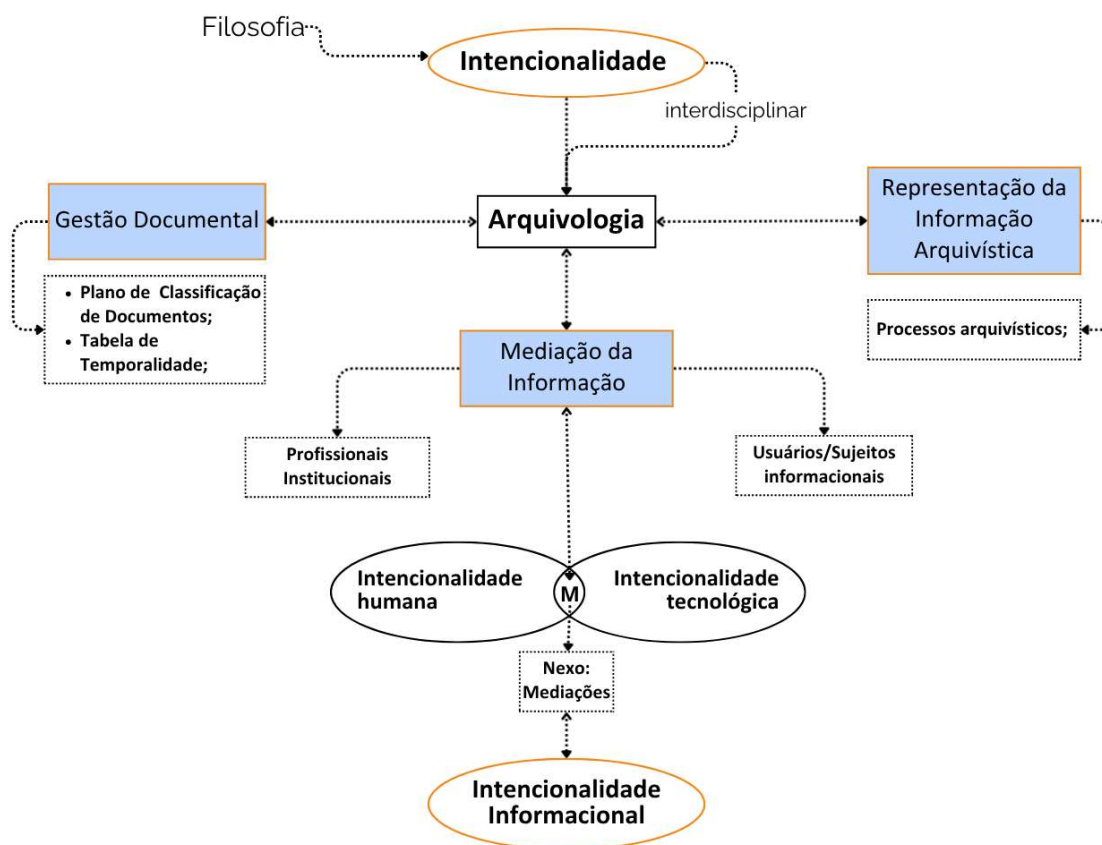 Filosofia
Intencionalidade
interdisciplinar
Gestão Documental
Arquivologia
Representação da
Informação
Arquivística
• Plano de Classificação
de Documentos;
• Tabela de
Temporalidade;
Processos arquivísticos;
Mediação da
Informação
Profissionais
Institucionais
Usuários/Sujeitos
informacionais
Intencionalidade
humana
M
Intencionalidade
tecnológica
Nexo:
Mediações
Intencionalidade
Informacional